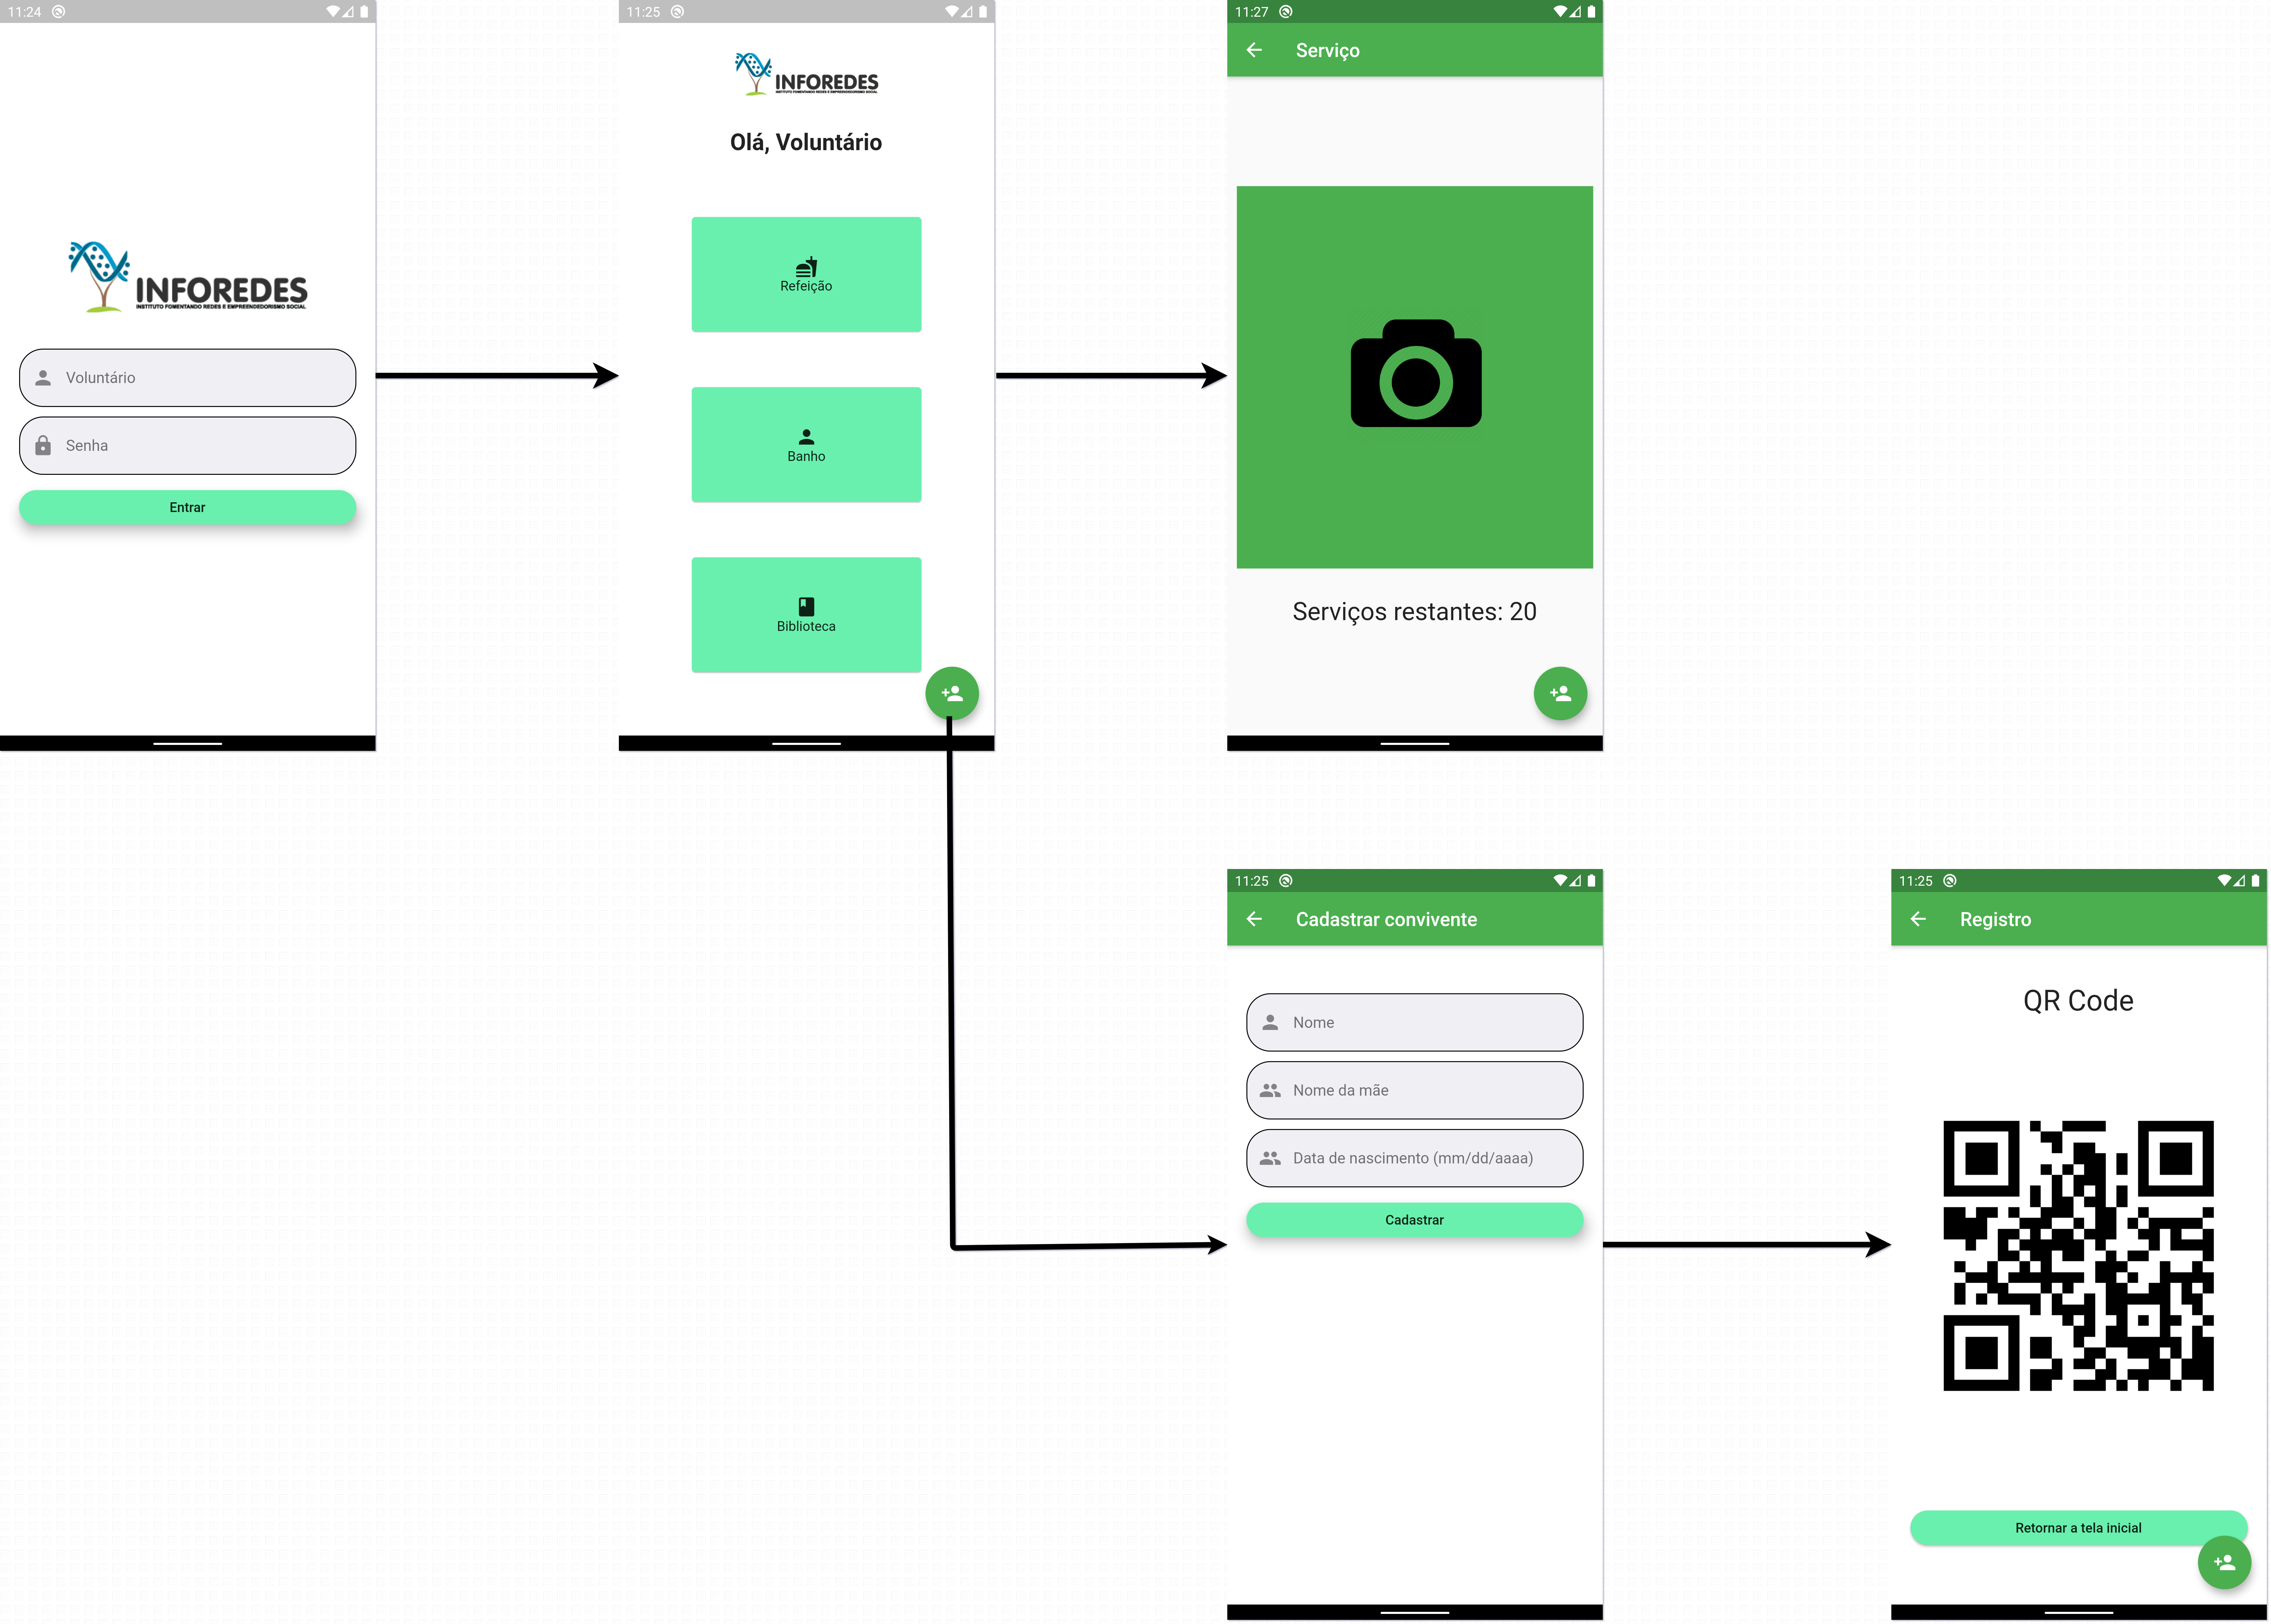 11:24
INFOREDES
INSTITUTO FOMENTANDO REDES E EMPREENDEDORISMO SOCIAL
Voluntário
Senha
Entrar
11:25
INFOREDES
INSTITUTO FOMENTANDO REDES E EMPREENDEDORISMO SOCIAL
Olá, Voluntário
Refeição
Banho
Biblioteca
11:27
Serviço
Serviços restantes: 20
11:25
Cadastrar convivente
Nome
Nome da mãe
Data de nascimento (mm/dd/aaaa)
Cadastrar
11:25
Registro
QR Code
Retornar a tela inicial